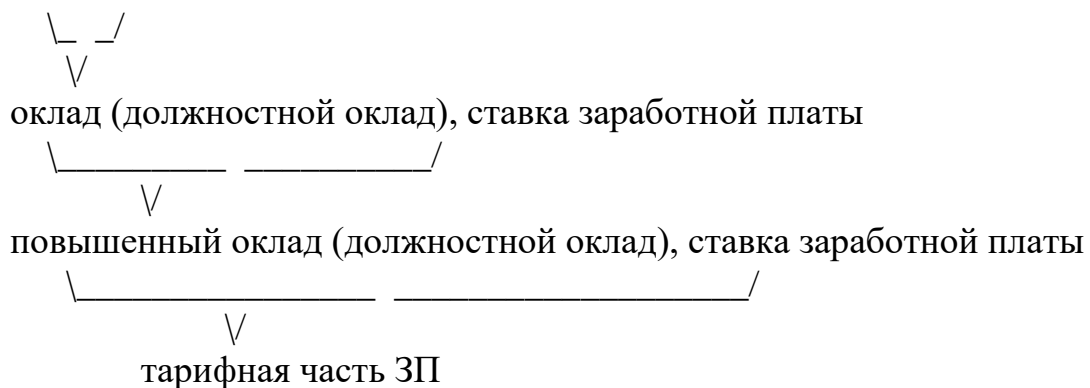 оклад (должностной оклад), ставка заработной платы
повышенный оклад (должностной оклад), ставка заработной платы
тарифная часть ЗП